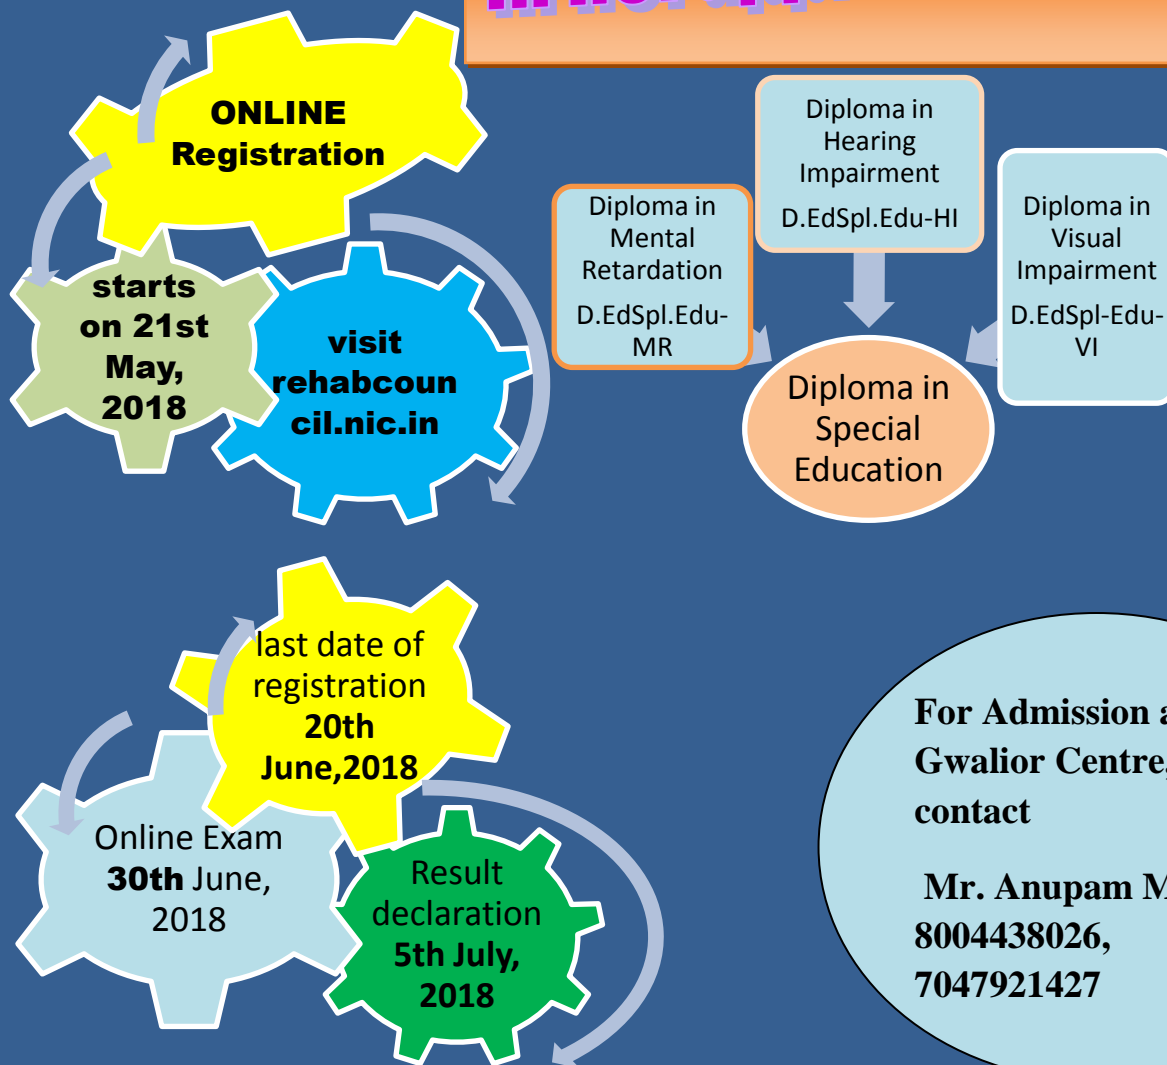 ONLINE
Registration
starts
on 21st
May,
2018
visit
rehabcoun
cil.nic.in
Diploma in
Mental
Retardation
D.EdSpl.Edu-
MR
Diploma in
Hearing
Impairment
D.EdSpl.Edu-HI
Diploma in
Visual
Impairment
D.EdSpl-Edu-
VI
Diploma in
Special
Education
last date of
registration
20th
June,2018
Online Exam
30th June,
2018
Result
declaration
5th July,
2018
For Admission
Gwalior Centre,
contact
Mr. Anupam
8004438026,
7047921427